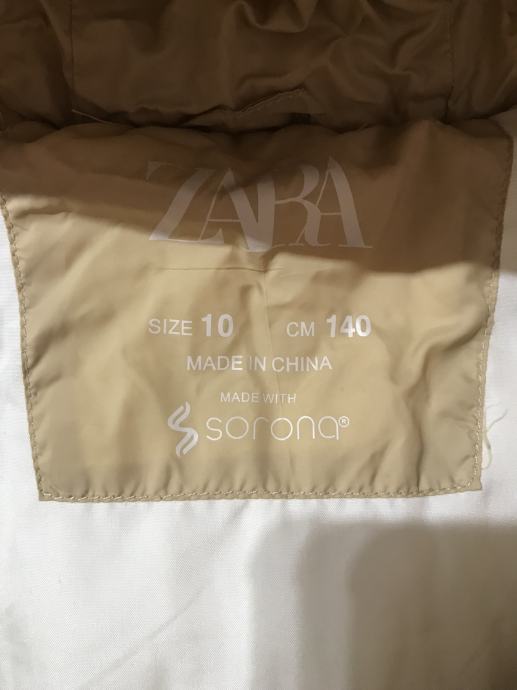 ZARA
SIZE 10 CM 140
MADE IN CHINA
MADE WITH
sorona®